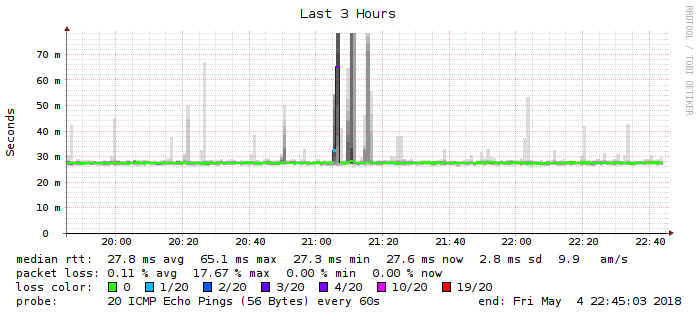 Last 3 Hours
RRDTOOL / TOBI OETIKER
Seconds
70 m
60 m
50 m
40 m
30 m
20 m
10 m
0
20:00 20:20 20:40 21:00 21:20 21:40 22:00 22:20 22:40
median rtt: 27.8 ms avg 65.1 ms max 27.3 ms min 27.6 ms now 2.8 ms sd 9.9 am/s
packet loss: 0.11 % avg 17.67 % max 0.00 % min 0.00 % now
loss color: 0 1/20 2/20 3/20 4/20 10/20 19/20
probe: 20 ICMP Echo Pings (56 Bytes) every 60s end: Fri May 4 22:45:03 2018